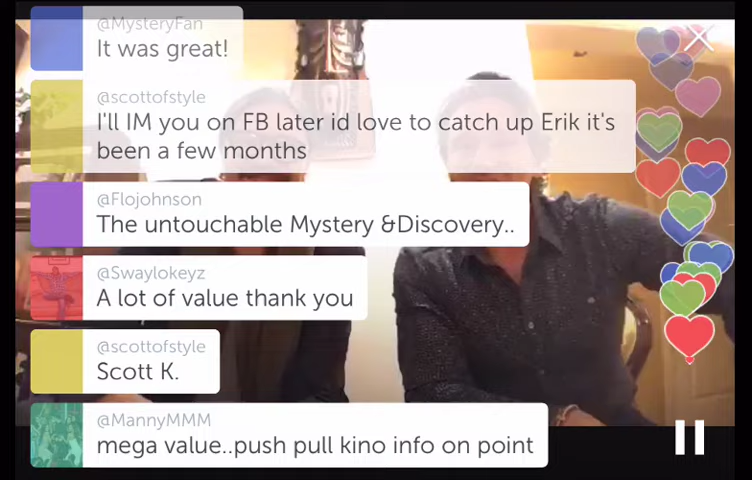 @MysteryFan
It was great!
@scottofstyle
I'll IM you on FB later id love to catch up Erik it's
been a few months
@Flojohnson
The untouchable Mystery &Discovery..
@Swaylokeyz
A lot of value thank you
@scottofstyle
Scott K.
@MannyMMM
mega value..push pull kino info on point